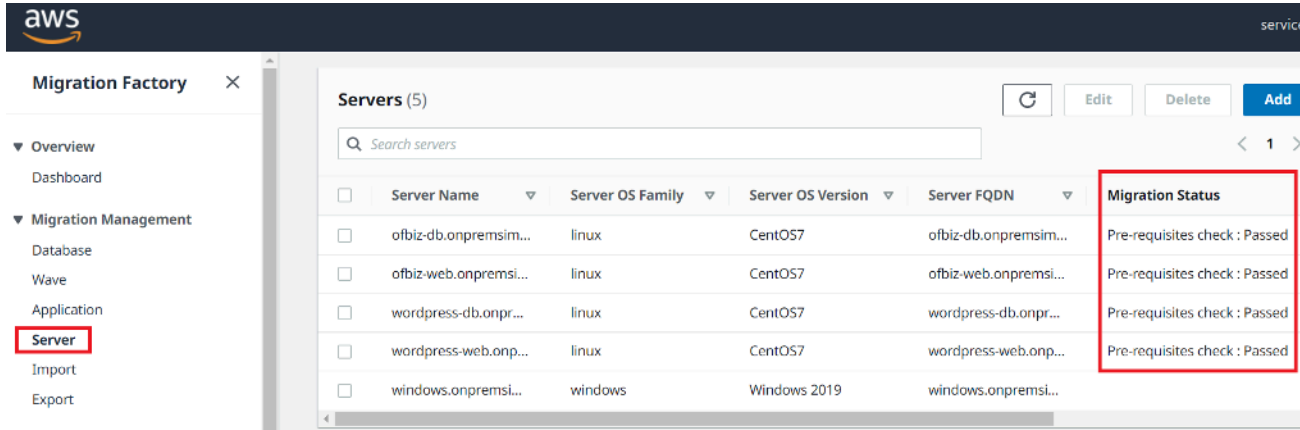 aws
service
Migration Factory
Overview
Dashboard
Migration Management
Database
Wave
Application
Server
Import
Export
Servers (5)
Edit Delete Add
Search servers
1
Server Name Server OS Family Server OS Version Server FQDN Migration Status
ofbiz-db.onpremsim... linux CentOS7 ofbiz-db.onpremsim... Pre-requisites check : Passed
ofbiz-web.onpremsi... linux CentOS7 ofbiz-web.onpremsi... Pre-requisites check : Passed
wordpress-db.onpr... linux CentOS7 wordpress-db.onpr... Pre-requisites check : Passed
wordpress-web.onp... linux CentOS7 wordpress-web.onp... Pre-requisites check : Passed
windows.onpremsi... windows Windows 2019 windows.onpremsi...